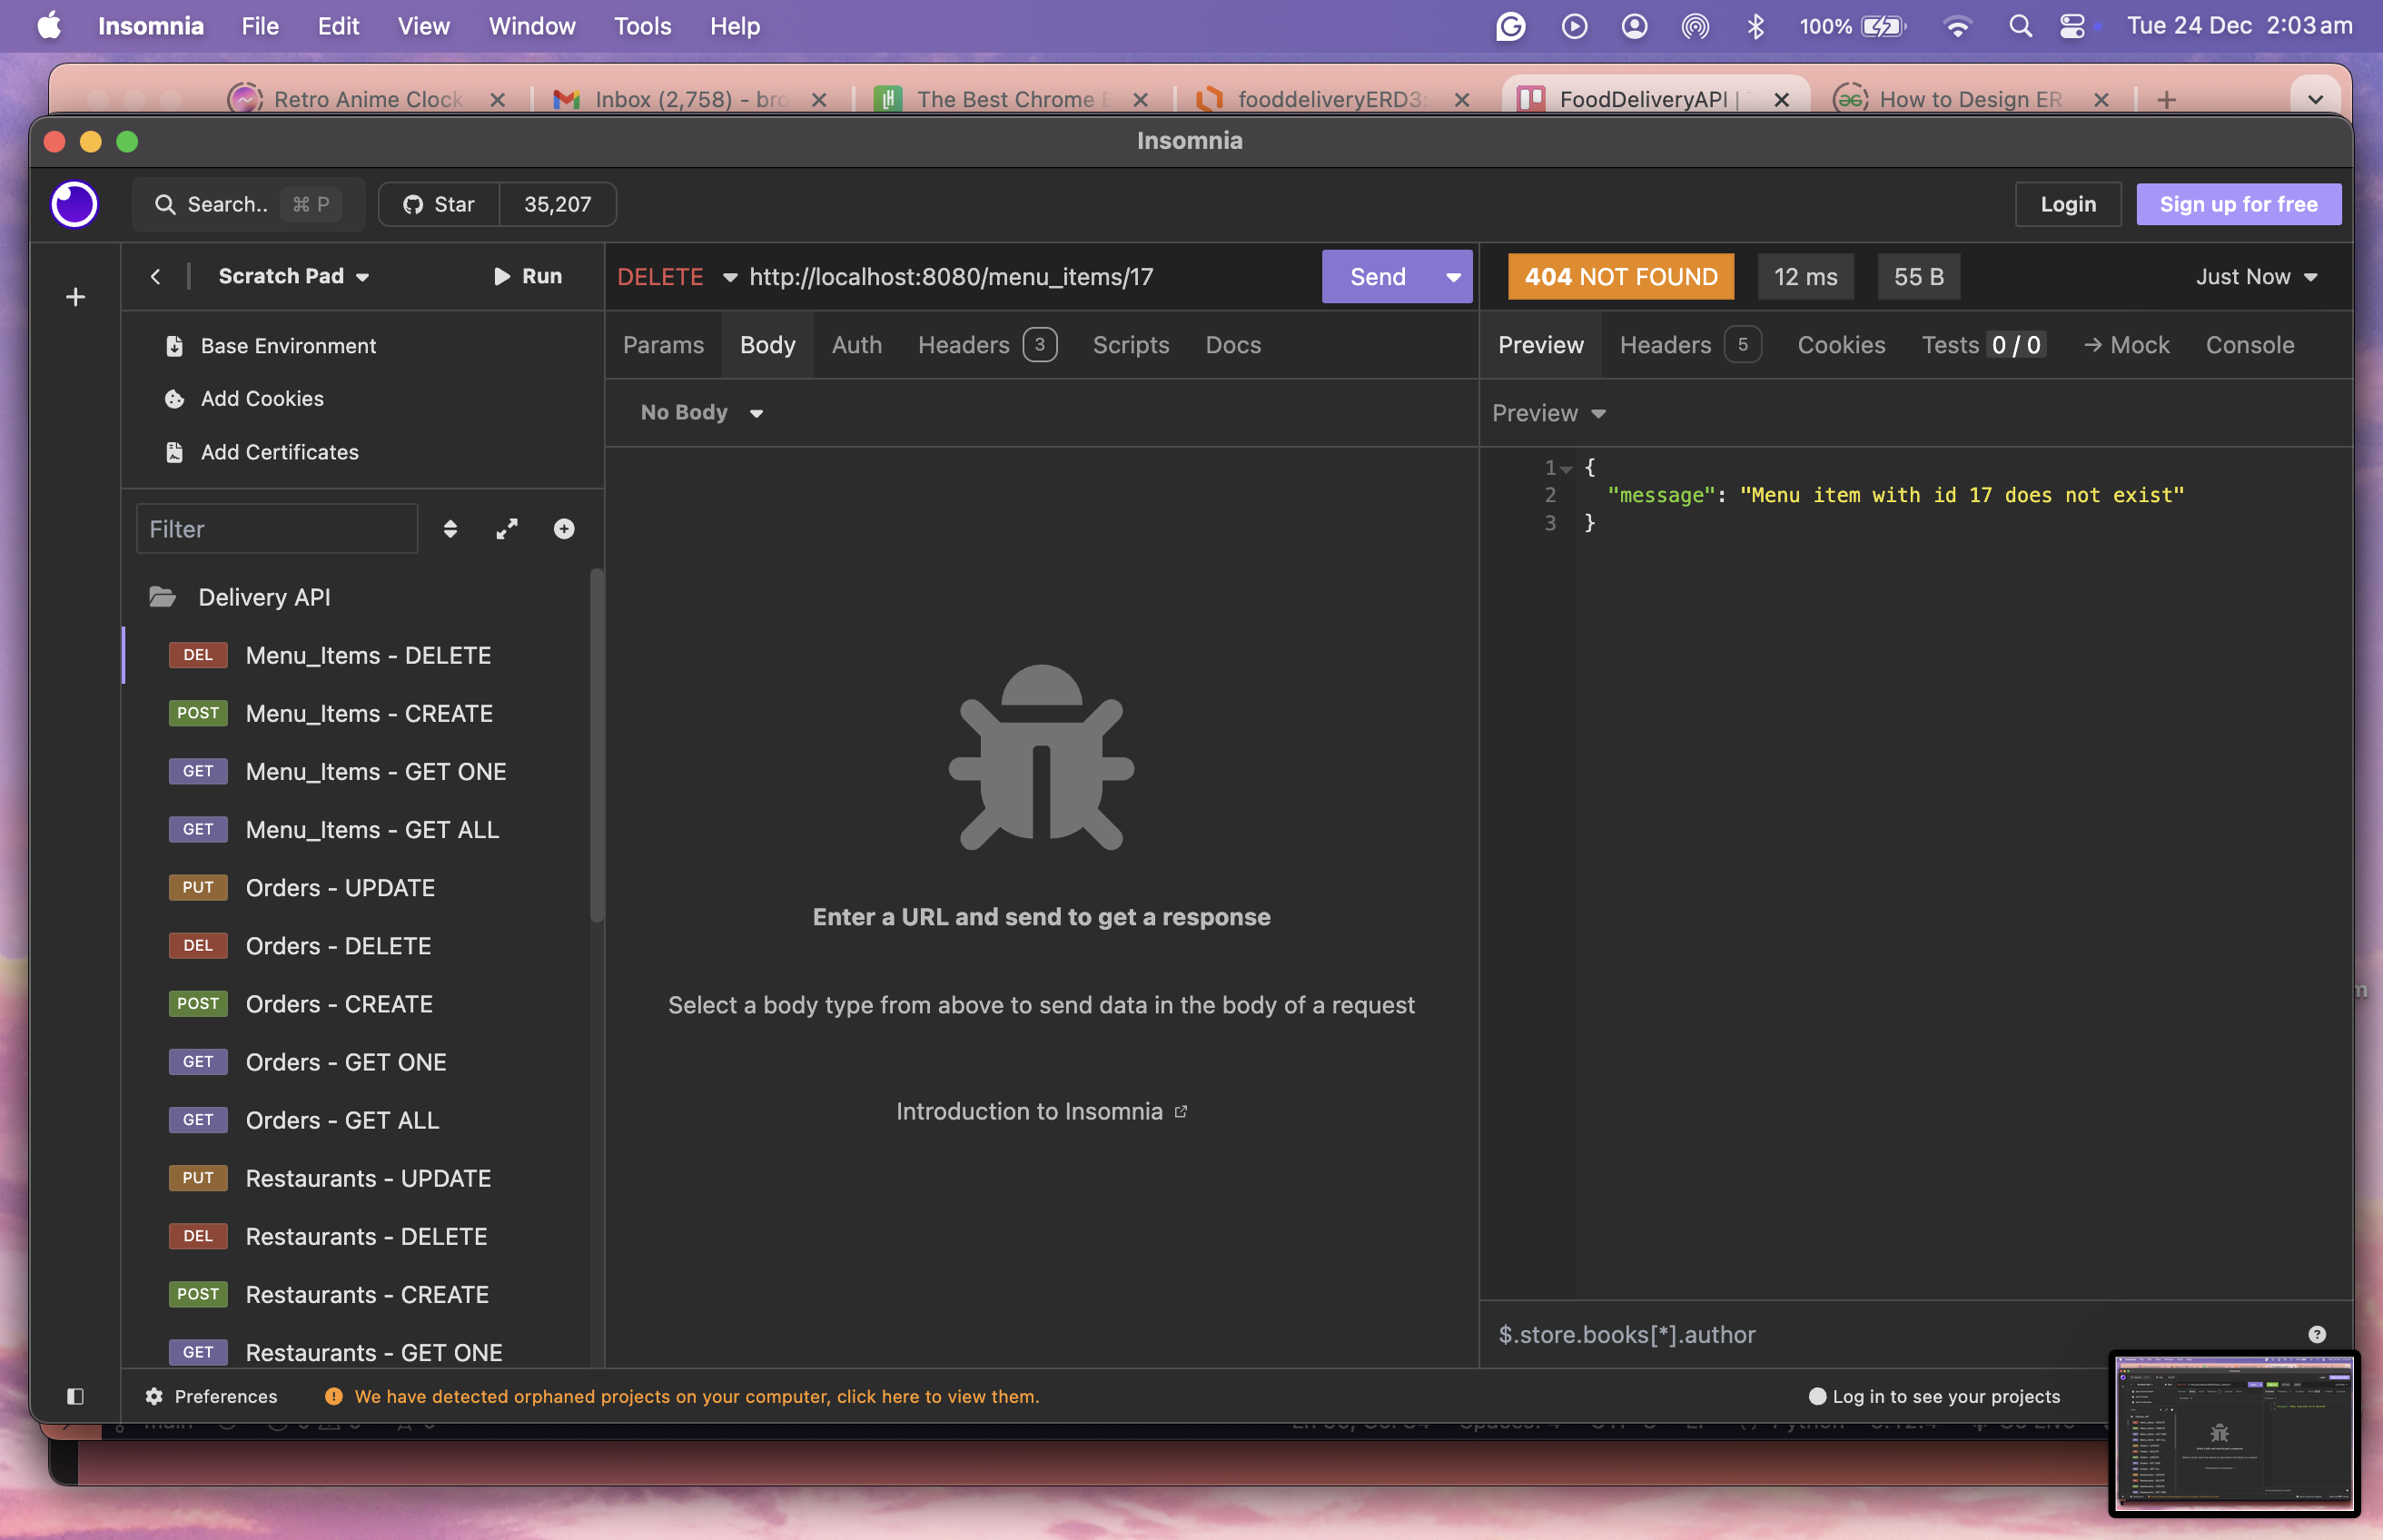 Insomnia File Edit View Window Tools Help 100% Tue 24 Dec 2:03 am
Retro Anime Clock Inbox (2,758) - bro The Best Chrome E fooddeliveryERD3: FoodDeliveryAPI | How to Design ER
Insomnia
Search.. ⌘ P Star 35,207 Login Sign up for free
Scratch Pad Run
DELETE http://localhost:8080/menu_items/17 Send
404 NOT FOUND 12 ms 55 B Just Now
Base Environment
Add Cookies
Add Certificates
Filter
Delivery API
DEL Menu_Items - DELETE
POST Menu_Items - CREATE
GET Menu_Items - GET ONE
GET Menu_Items - GET ALL
PUT Orders - UPDATE
DEL Orders - DELETE
POST Orders - CREATE
GET Orders - GET ONE
GET Orders - GET ALL
PUT Restaurants - UPDATE
DEL Restaurants - DELETE
POST Restaurants - CREATE
GET Restaurants - GET ONE
Params Body Auth Headers 3 Scripts Docs
No Body
Enter a URL and send to get a response
Select a body type from above to send data in the body of a request
Introduction to Insomnia
Preview Headers 5 Cookies Tests 0 / 0 → Mock Console
Preview
1 {
2 "message": "Menu item with id 17 does not exist"
3 }
$.store.books[*].author
Preferences We have detected orphaned projects on your computer, click here to view them. Log in to see your projects